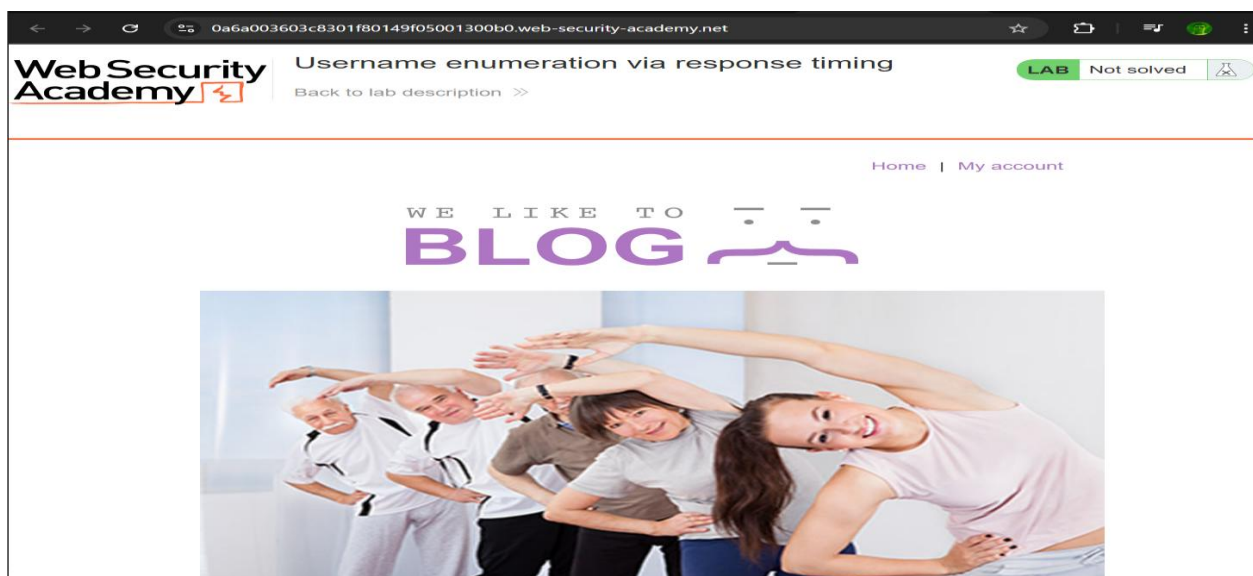 0a6a003603c8301f80149f05001300b0.web-security-academy.net
Web Security
Academy
Username enumeration via response timing
Back to lab description
LAB Not solved
Home | My account
WE LIKE TO
BLOG